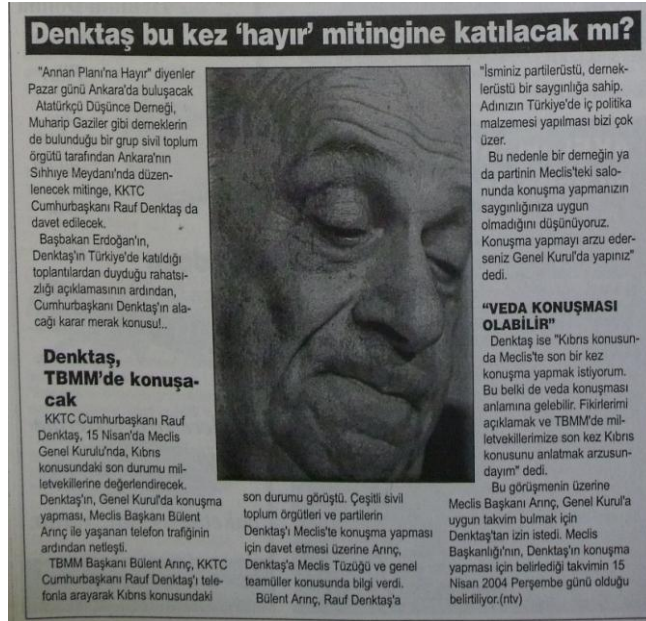 Denktaş bu kez ‘hayır’ mitingine katılacak mı?
"Annan Planı'na Hayır" diyenler
Pazar günü Ankara'da buluşacak
Atatürkçü Düşünce Derneği,
Muharip Gaziler gibi derneklerin
de bulunduğu bir grup sivil toplum
örgütü tarafından Ankara'nın
Sıhhıye Meydanı'nda düzen-
lenecek mitinge, KKTC
Cumhurbaşkanı Rauf Denktaş da
davet edilecek.
Başbakan Erdoğan'ın,
Denktaş'ın Türkiye'de katıldığı
toplantılardan duyduğu rahatsı-
zlığı açıklamasının ardından,
Cumhurbaşkanı Denktaş'ın ala-
cağı karar merak konusu!..
Denktaş,
TBMM'de konuşa-
cak
KKTC Cumhurbaşkanı Rauf
Denktaş, 15 Nisan'da Meclis
Genel Kurulu'nda, Kıbrıs
konusundaki son durumu mil-
letvekillerine değerlendirecek.
Denktaş'ın, Genel Kurul'da konuşma
yapması, Meclis Başkanı Bülent
Arınç ile yaşanan telefon trafiğinin
ardından netleşti.
TBMM Başkanı Bülent Arınç, KKTC
Cumhurbaşkanı Rauf Denktaş'ı tele-
fonla arayarak Kıbrıs konusundaki
son durumu görüştü. Çeşitli sivil
toplum örgütleri ve partilerin
Denktaş'ı Meclis'te konuşma yapması
için davet etmesi üzerine Arınç,
Denktaş'a Meclis Tüzüğü ve genel
teamüller konusunda bilgi verdi.
Bülent Arınç, Rauf Denktaş'a
"İsminiz partilerüstü, dernek-
lerüstü bir saygınlığa sahip.
Adınızın Türkiye'de iç politika
malzemesi yapılması bizi çok
üzer.
Bu nedenle bir derneğin ya
da partinin Meclis'teki salo-
nunda konuşma yapmanızın
saygınlığınıza uygun
olmadığını düşünüyoruz.
Konuşma yapmayı arzu eder-
seniz Genel Kurul'da yapınız"
dedi.
“VEDA KONUŞMASI
OLABİLİR”
Denktaş ise "Kıbrıs konusun-
da Meclis'te son bir kez
konuşma yapmak istiyorum.
Bu belki de veda konuşması
anlamına gelebilir. Fikirlerimi
açıklamak ve TBMM'de mil-
letvekillerimize son kez Kıbrıs
konusunu anlatmak arzusun-
dayım" dedi.
Bu görüşmenin üzerine
Meclis Başkanı Arınç, Genel Kurul'a
uygun takvim bulmak için
Denktaş'tan izin istedi. Meclis
Başkanlığı'nın, Denktaş'ın konuşma
yapması için belirlediği takvimin 15
Nisan 2004 Perşembe günü olduğu
belirtiliyor.(ntv)